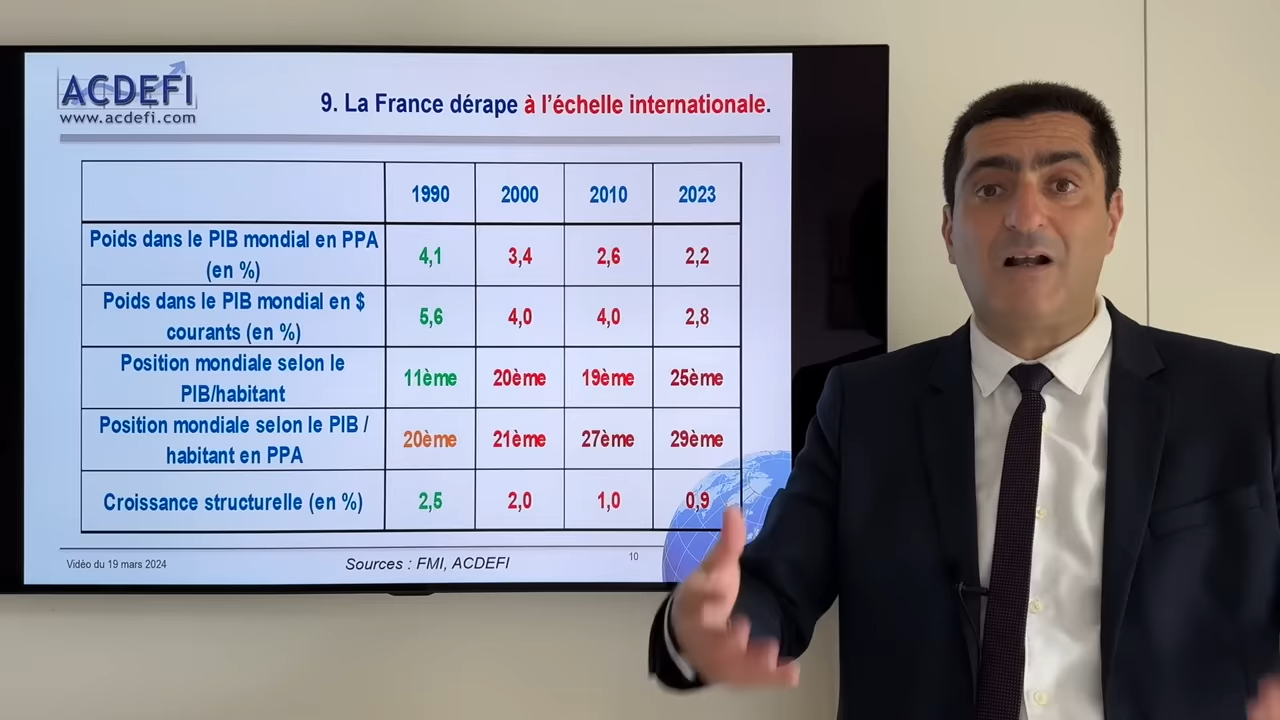 ACDEFI
www.acdefi.com
9. La France dérape à l'échelle internationale.
1990 2000 2010 2023
Poids dans le PIB mondial en PPA
(en %)
4,1 3,4 2,6 2,2
Poids dans le PIB mondial en $
courants (en %)
5,6 4,0 4,0 2,8
Position mondiale selon le
PIB/habitant
11ème 20ème 19ème 25ème
Position mondiale selon le PIB /
habitant en PPA
20ème 21ème 27ème 29ème
Croissance structurelle (en %) 2,5 2,0 1,0 0,9
Vidéo du 19 mars 2024
Sources : FMI, ACDEFI
10